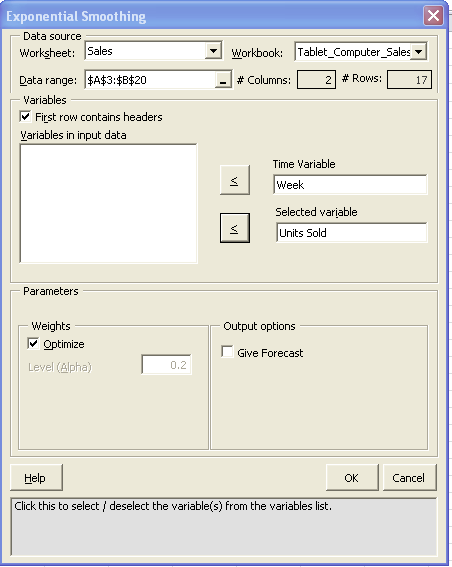 Exponential Smoothing
Data source
Worksheet: Sales Workbook: Tablet_Computer_Sales
Data range: $A$3:$B$20 # Columns: 2 # Rows: 17
Variables
First row contains headers
Variables in input data
Time Variable
< Week
Selected variable
< Units Sold
Parameters
Weights Output options
Optimize Give Forecast
Level (Alpha) 0.2
Help OK Cancel
Click this to select / deselect the variable(s) from the variables list.